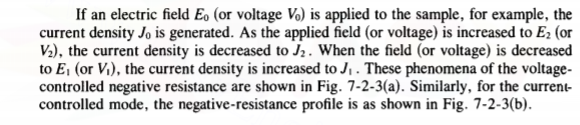 If an electric field E₀ (or voltage V₀) is applied to the sample, for example, the
current density J₀ is generated. As the applied field (or voltage) is increased to E₂ (or
V₂), the current density is decreased to J₂. When the field (or voltage) is decreased
to E₁ (or V₁), the current density is increased to J₁. These phenomena of the voltage-
controlled negative resistance are shown in Fig. 7-2-3(a). Similarly, for the current-
controlled mode, the negative-resistance profile is as shown in Fig. 7-2-3(b).